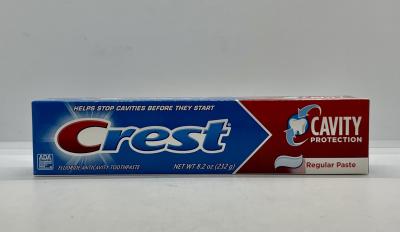 HELPS STOP CAVITIES BEFORE THEY START
Crest
CAVITY
PROTECTION
ADA
FLUORIDE ANTICAVITY TOOTHPASTE
NET WT 8.2 oz (232 g)
Regular Paste